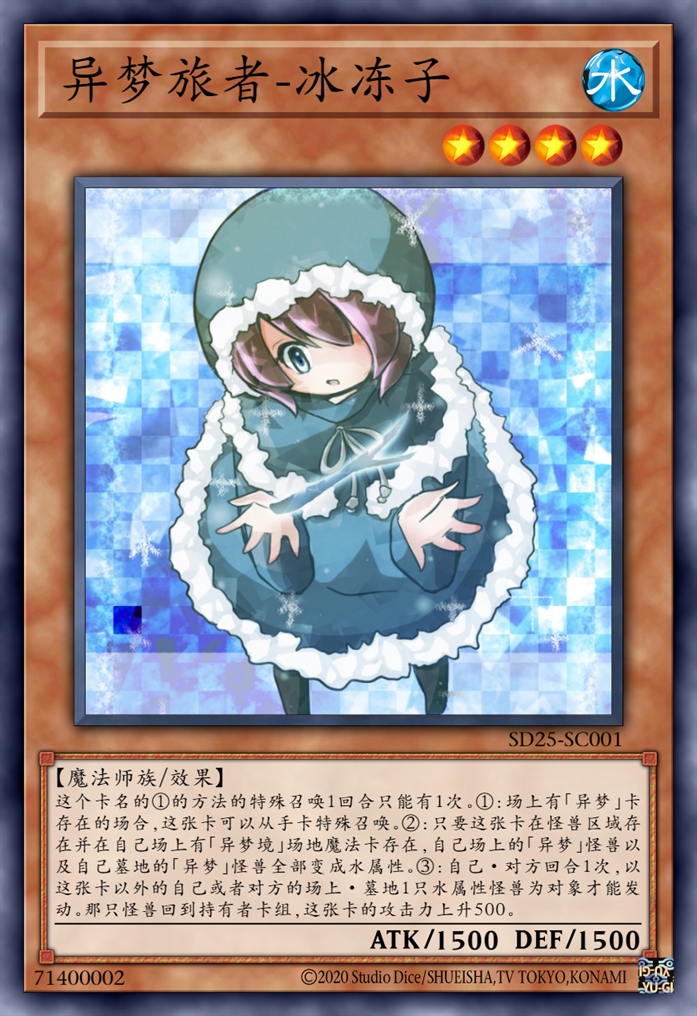 异梦旅者-冰冻子
水
SD25-SC001
【魔法师族/效果】
这个卡名的①的方法的特殊召唤1回合只能有1次。①:场上有「异梦」卡
存在的场合,这张卡可以从手卡特殊召唤。②:只要这张卡在怪兽区域存
在并在自己场上有「异梦境」场地魔法卡存在,自己场上的「异梦」怪兽以
及自己墓地的「异梦」怪兽全部变成水属性。③:自己·对方回合1次,以
这张卡以外的自己或者对方的场上·墓地1只水属性怪兽为对象才能发
动。那只怪兽回到持有者卡组,这张卡的攻击力上升500。
ATK/1500 DEF/1500
71400002
©2020 Studio Dice/SHUEISHA,TV TOKYO,KONAMI